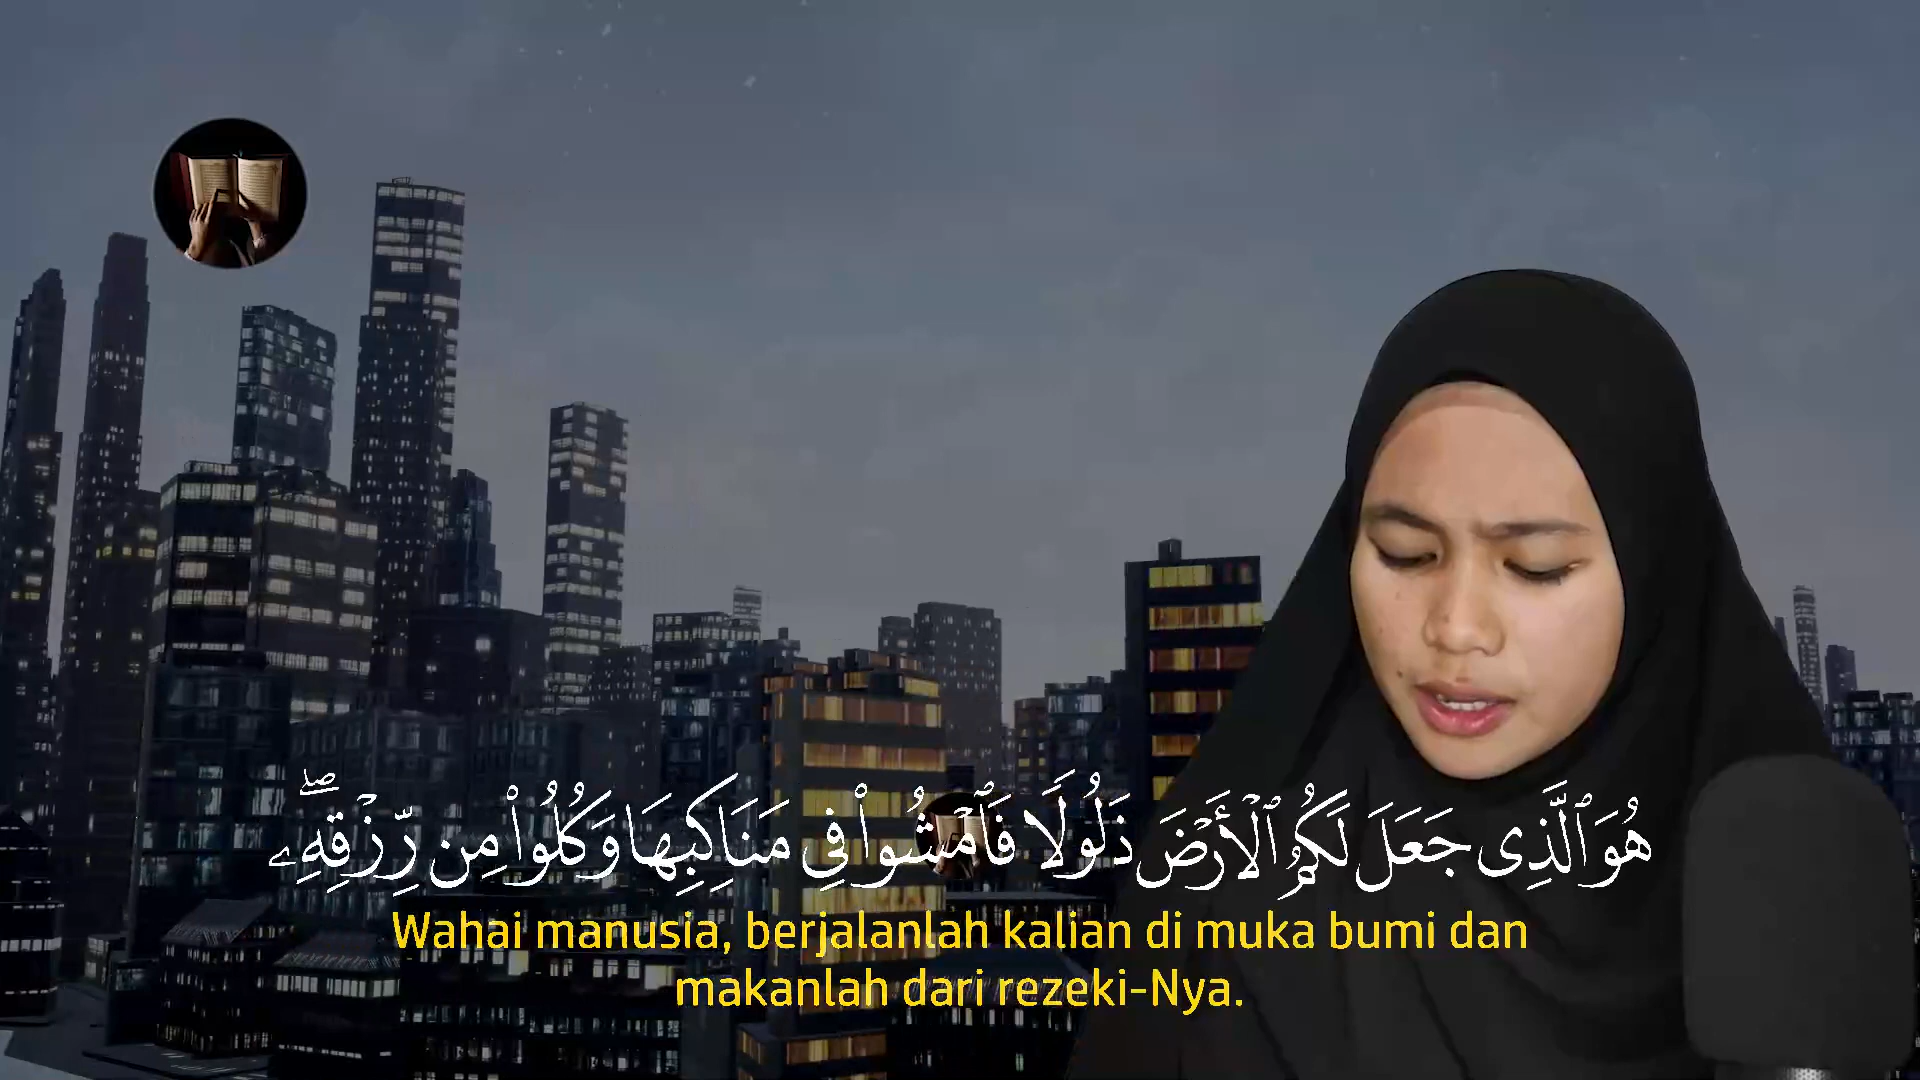 هُوَ ٱلَّذِى جَعَلَ لَكُمُ ٱلْأَرْضَ ذَلُولًا فَٱمْشُوا۟ فِى مَنَاكِبِهَا وَكُلُوا۟ مِن رِّزْقِهِۦ ۖ
Wahai manusia, berjalanlah kalian di muka bumi dan
makanlah dari rezeki-Nya.